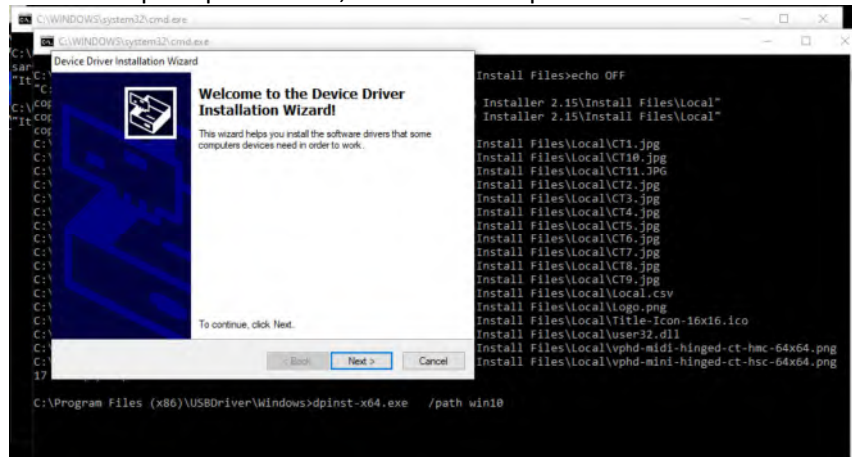 C:\WINDOWS\system32\cmd.exe
C:\WINDOWS\system32\cmd.exe
Device Driver Installation Wizard
Welcome to the Device Driver
Installation Wizard!
This wizard helps you install the software drivers that some
computers devices need in order to work.
To continue, click Next.
< Back
Next >
Cancel
Install Files>echo OFF
Installer 2.15\Install Files\Local"
Installer 2.15\Install Files\Local"
Install Files\Local\CT1.jpg
Install Files\Local\CT10.jpg
Install Files\Local\CT11.JPG
Install Files\Local\CT2.jpg
Install Files\Local\CT3.jpg
Install Files\Local\CT4.jpg
Install Files\Local\CT5.jpg
Install Files\Local\CT6.jpg
Install Files\Local\CT7.jpg
Install Files\Local\CT8.jpg
Install Files\Local\CT9.jpg
Install Files\Local\Local.csv
Install Files\Local\Logo.png
Install Files\Local\Title-Icon-16x16.ico
Install Files\Local\user32.dll
Install Files\Local\vphd-midi-hinged-ct-hmc-64x64.png
Install Files\Local\vphd-mini-hinged-ct-hsc-64x64.png
17
C:\Program Files (x86)\USBDriver\Windows>dpinst-x64.exe /path win10